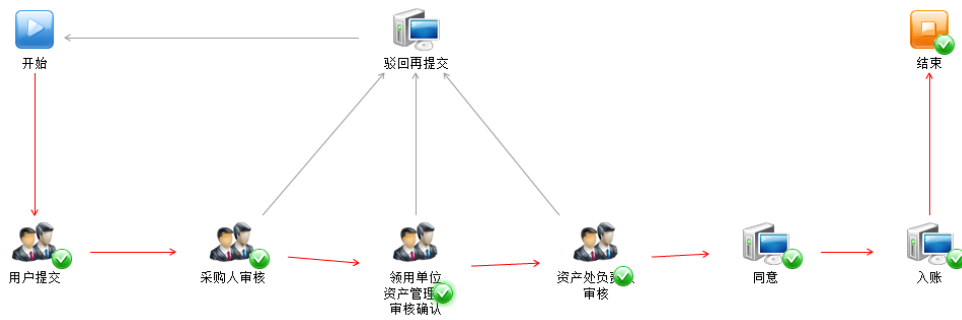 开始
驳回再提交
结束
用户提交
采购人审核
领用单位
资产管理
审核确认
资产处负责人
审核
同意
入账